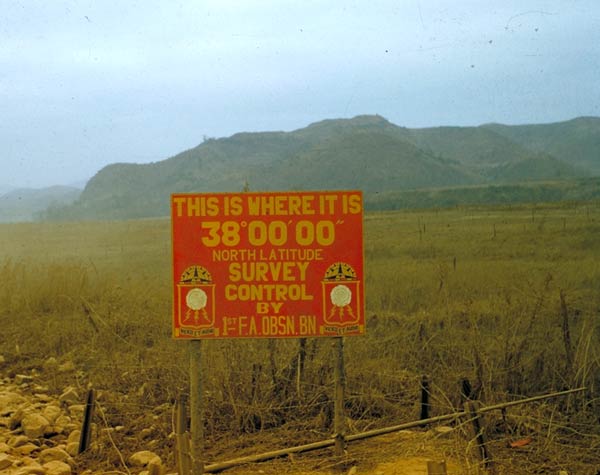 THIS IS WHERE IT IS
38°00'00"
NORTH LATITUDE
SURVEY
CONTROL
BY
1ST F.A. OBSN. BN